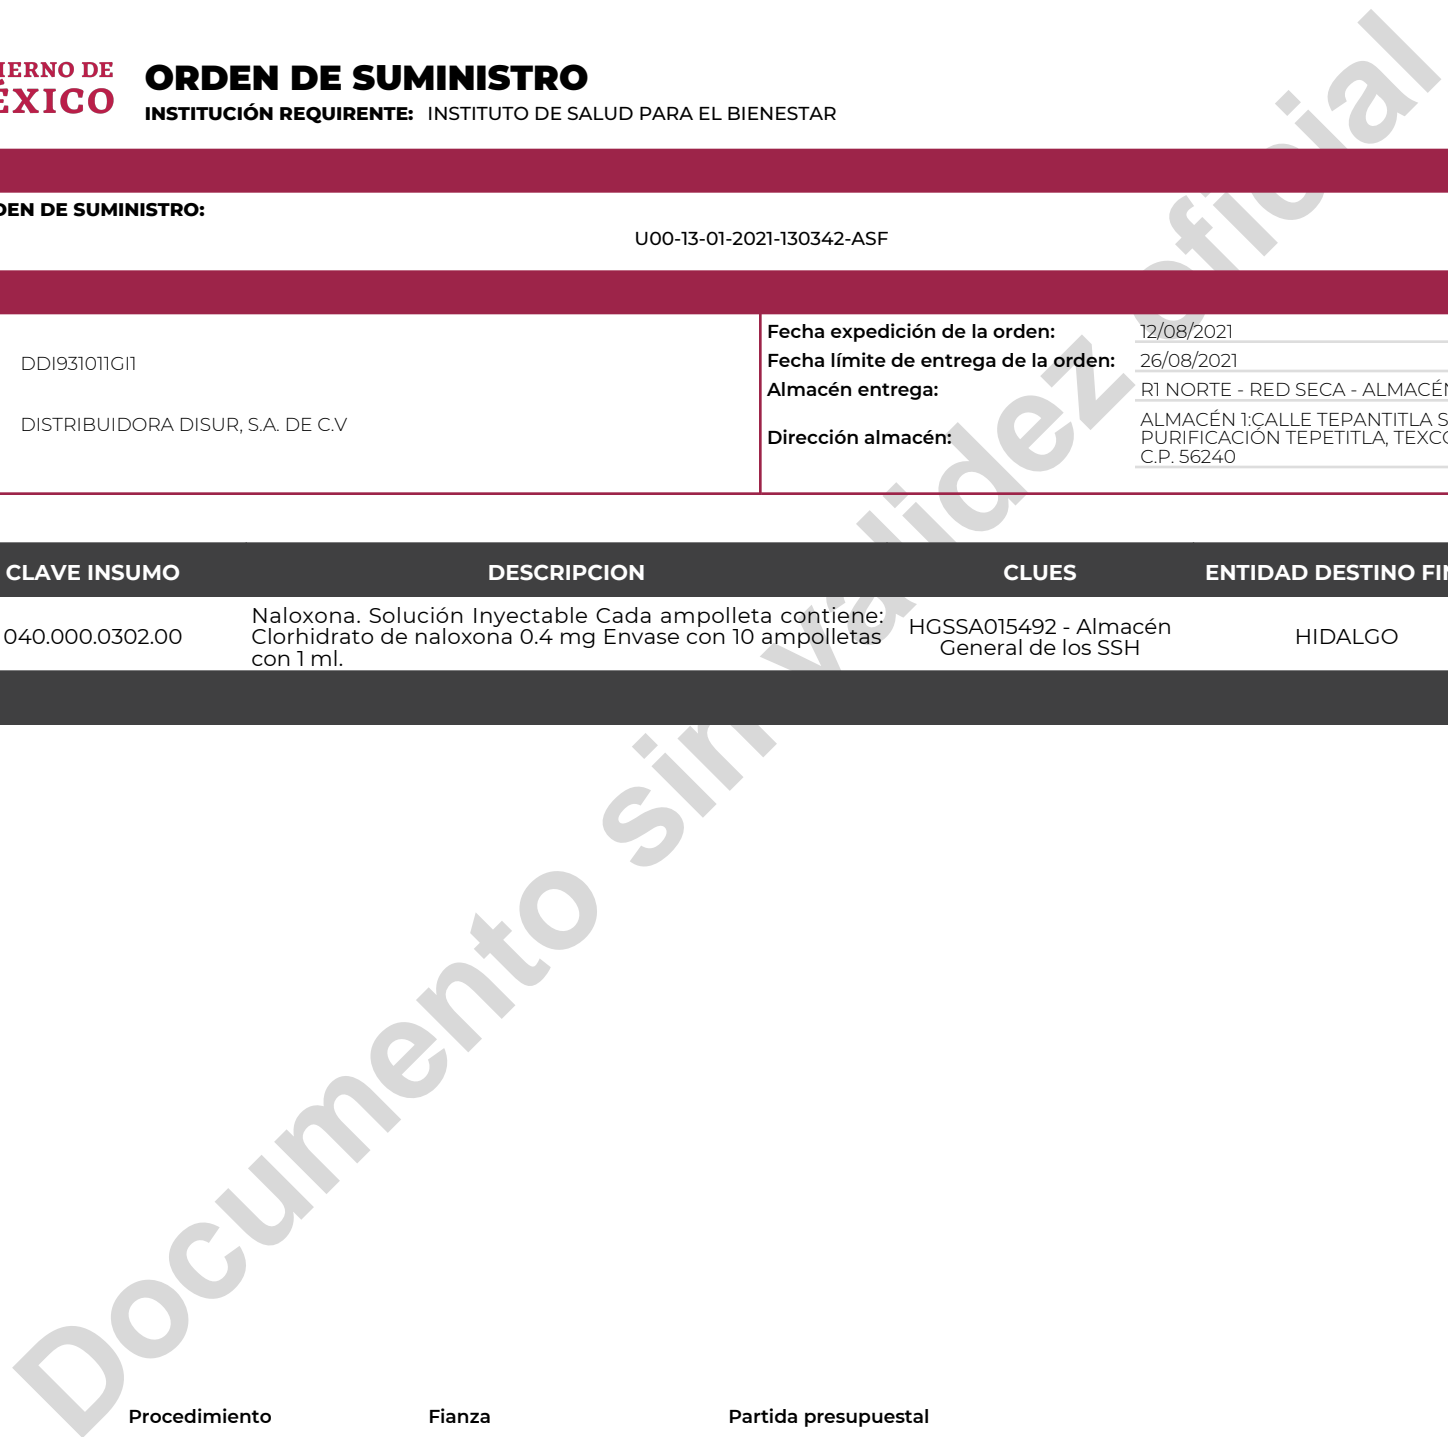 IERNO DE
ÉXICO
ORDEN DE SUMINISTRO
INSTITUCIÓN REQUIRENTE: INSTITUTO DE SALUD PARA EL BIENESTAR
DEN DE SUMINISTRO:
U00-13-01-2021-130342-ASF
DDI931011GI1
DISTRIBUIDORA DISUR, S.A. DE C.V
Fecha expedición de la orden: 12/08/2021
Fecha límite de entrega de la orden: 26/08/2021
Almacén entrega: R1 NORTE - RED SECA - ALMACÉN
Dirección almacén:
ALMACÉN 1:CALLE TEPANTITLA S
PURIFICACIÓN TEPETITLA, TEXCO
C.P. 56240
CLAVE INSUMO DESCRIPCION CLUES ENTIDAD DESTINO FIN
040.000.0302.00
Naloxona. Solución Inyectable Cada ampolleta contiene:
Clorhidrato de naloxona 0.4 mg Envase con 10 ampolletas
con 1 ml.
HGSSA015492 - Almacén
General de los SSH
HIDALGO
Documento sin validez oficial
Procedimiento Fianza Partida presupuestal